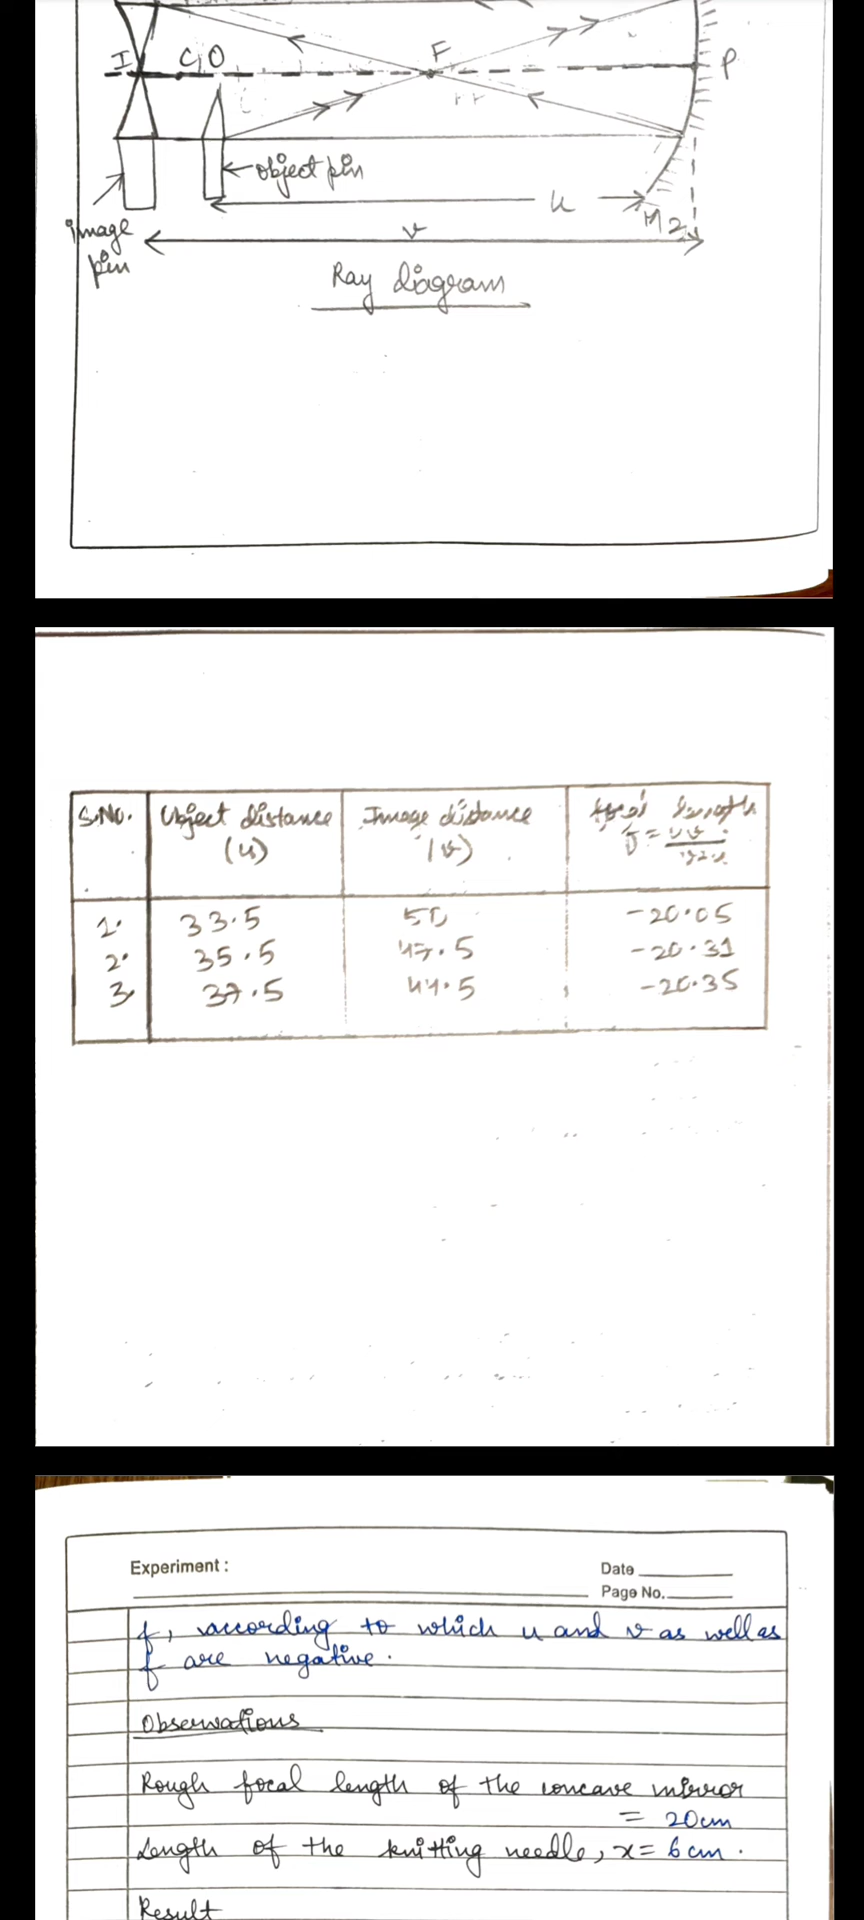 I C O F P
object pin
image
pin
u
M2
v
Ray diagram
S.No. Object distance Image distance focal length
(u) (v) f = uv
1. 33.5 50 -20.05
2. 35.5 47.5 -20.31
3. 37.5 44.5 -20.35
Experiment :
Date
Page No.
f, according to which u and v as well as
f are negative.
Observations
Rough focal length of the concave mirror
= 20cm
Length of the knitting needle, x = 6 cm.
Result